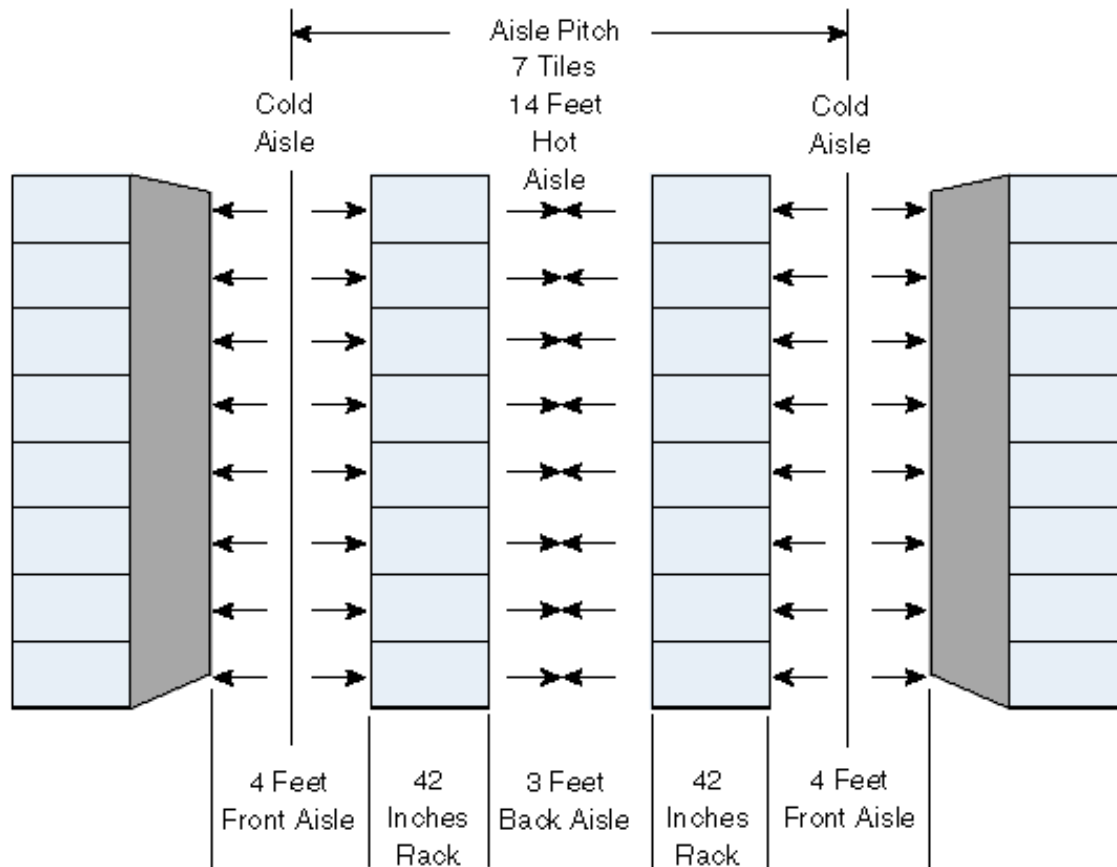 Aisle Pitch
7 Tiles
14 Feet
Cold
Aisle
Hot
Aisle
Cold
Aisle
4 Feet
Front Aisle
42
Inches
Rack
3 Feet
Back Aisle
42
Inches
Rack
4 Feet
Front Aisle